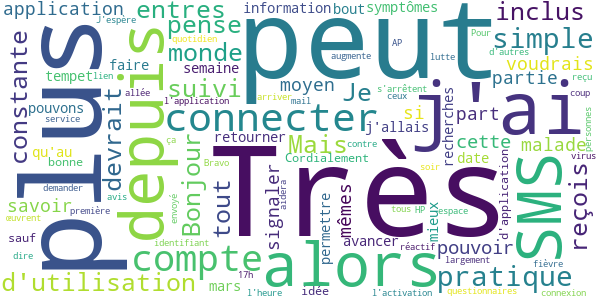 application
J'espère
entres
information
bout
symptômes
inclus
quotidien
pense
peut
augmente
AP
lutte
Pour
d'autres
simple
monde
semaine
voudrais
constante
plus
depuis
tempet
lien
faire
suivi
moyen
Je
s'arrêtent
ceux
partie
reçu
pouvons
service
devrait
allée
l'application
arriver
mail
j'ai
coup
connecter
si
part
j'allais
recherches
personnes
qu'au
bonne
demander
ça
Bravo
Bonjour
retourner
Mais
contre
Cordialement
Très
cette
date
malade
virus
soir
d'application
SMS
reçois
savoir
avis
première
œuvrent
envoyé
tout
signaler
aidera
permettre
mêmes
tous
HP
espace
mieux
sauf
dire
identifiant
compte
alors
avancer
réactif
pouvoir
largement
fièvre
d'utilisation
mars
17h
l'heure
idée
l'activation
pratique
questionnaires
connexion